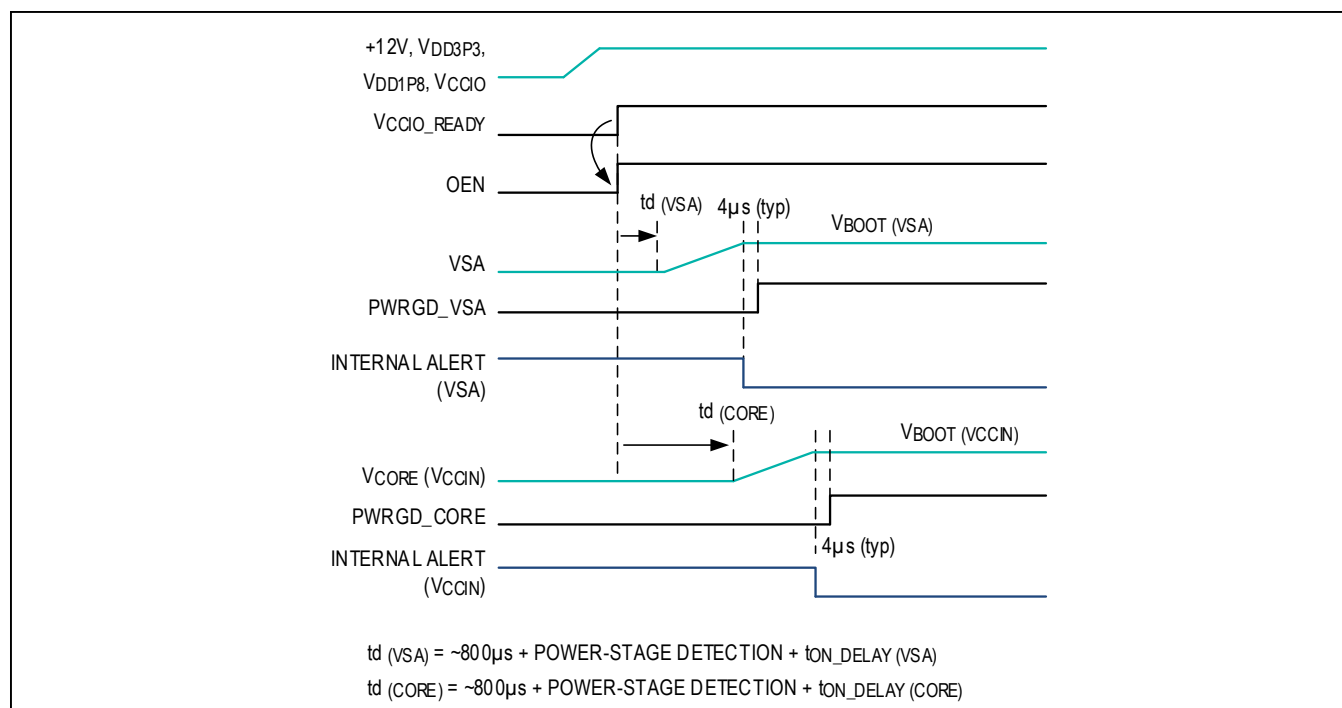 +12V, VDD3P3,
VDD1P8, VCCIO
VCCIO_READY
OEN
td (VSA)
4µs (typ)
VBOOT (VSA)
VSA
PWRGD_VSA
INTERNAL ALERT
(VSA)
td (CORE)
VBOOT (VCCIN)
VCORE (VCCIN)
PWRGD_CORE
4µs (typ)
INTERNAL ALERT
(VCCIN)
td (VSA) = ~800µs + POWER-STAGE DETECTION + tON_DELAY (VSA)
td (CORE) = ~800µs + POWER-STAGE DETECTION + tON_DELAY (CORE)